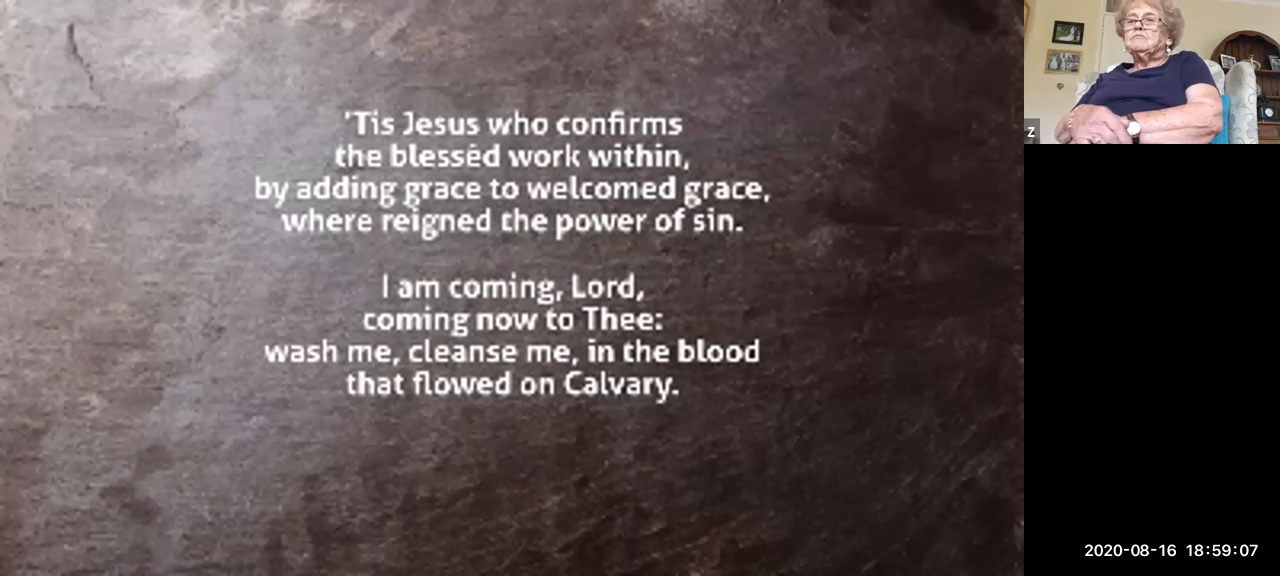 'Tis Jesus who confirms
the blessèd work within,
by adding grace to welcomed grace,
where reigned the power of sin.
I am coming, Lord,
coming now to Thee:
wash me, cleanse me, in the blood
that flowed on Calvary.
Z
2020-08-16 18:59:07